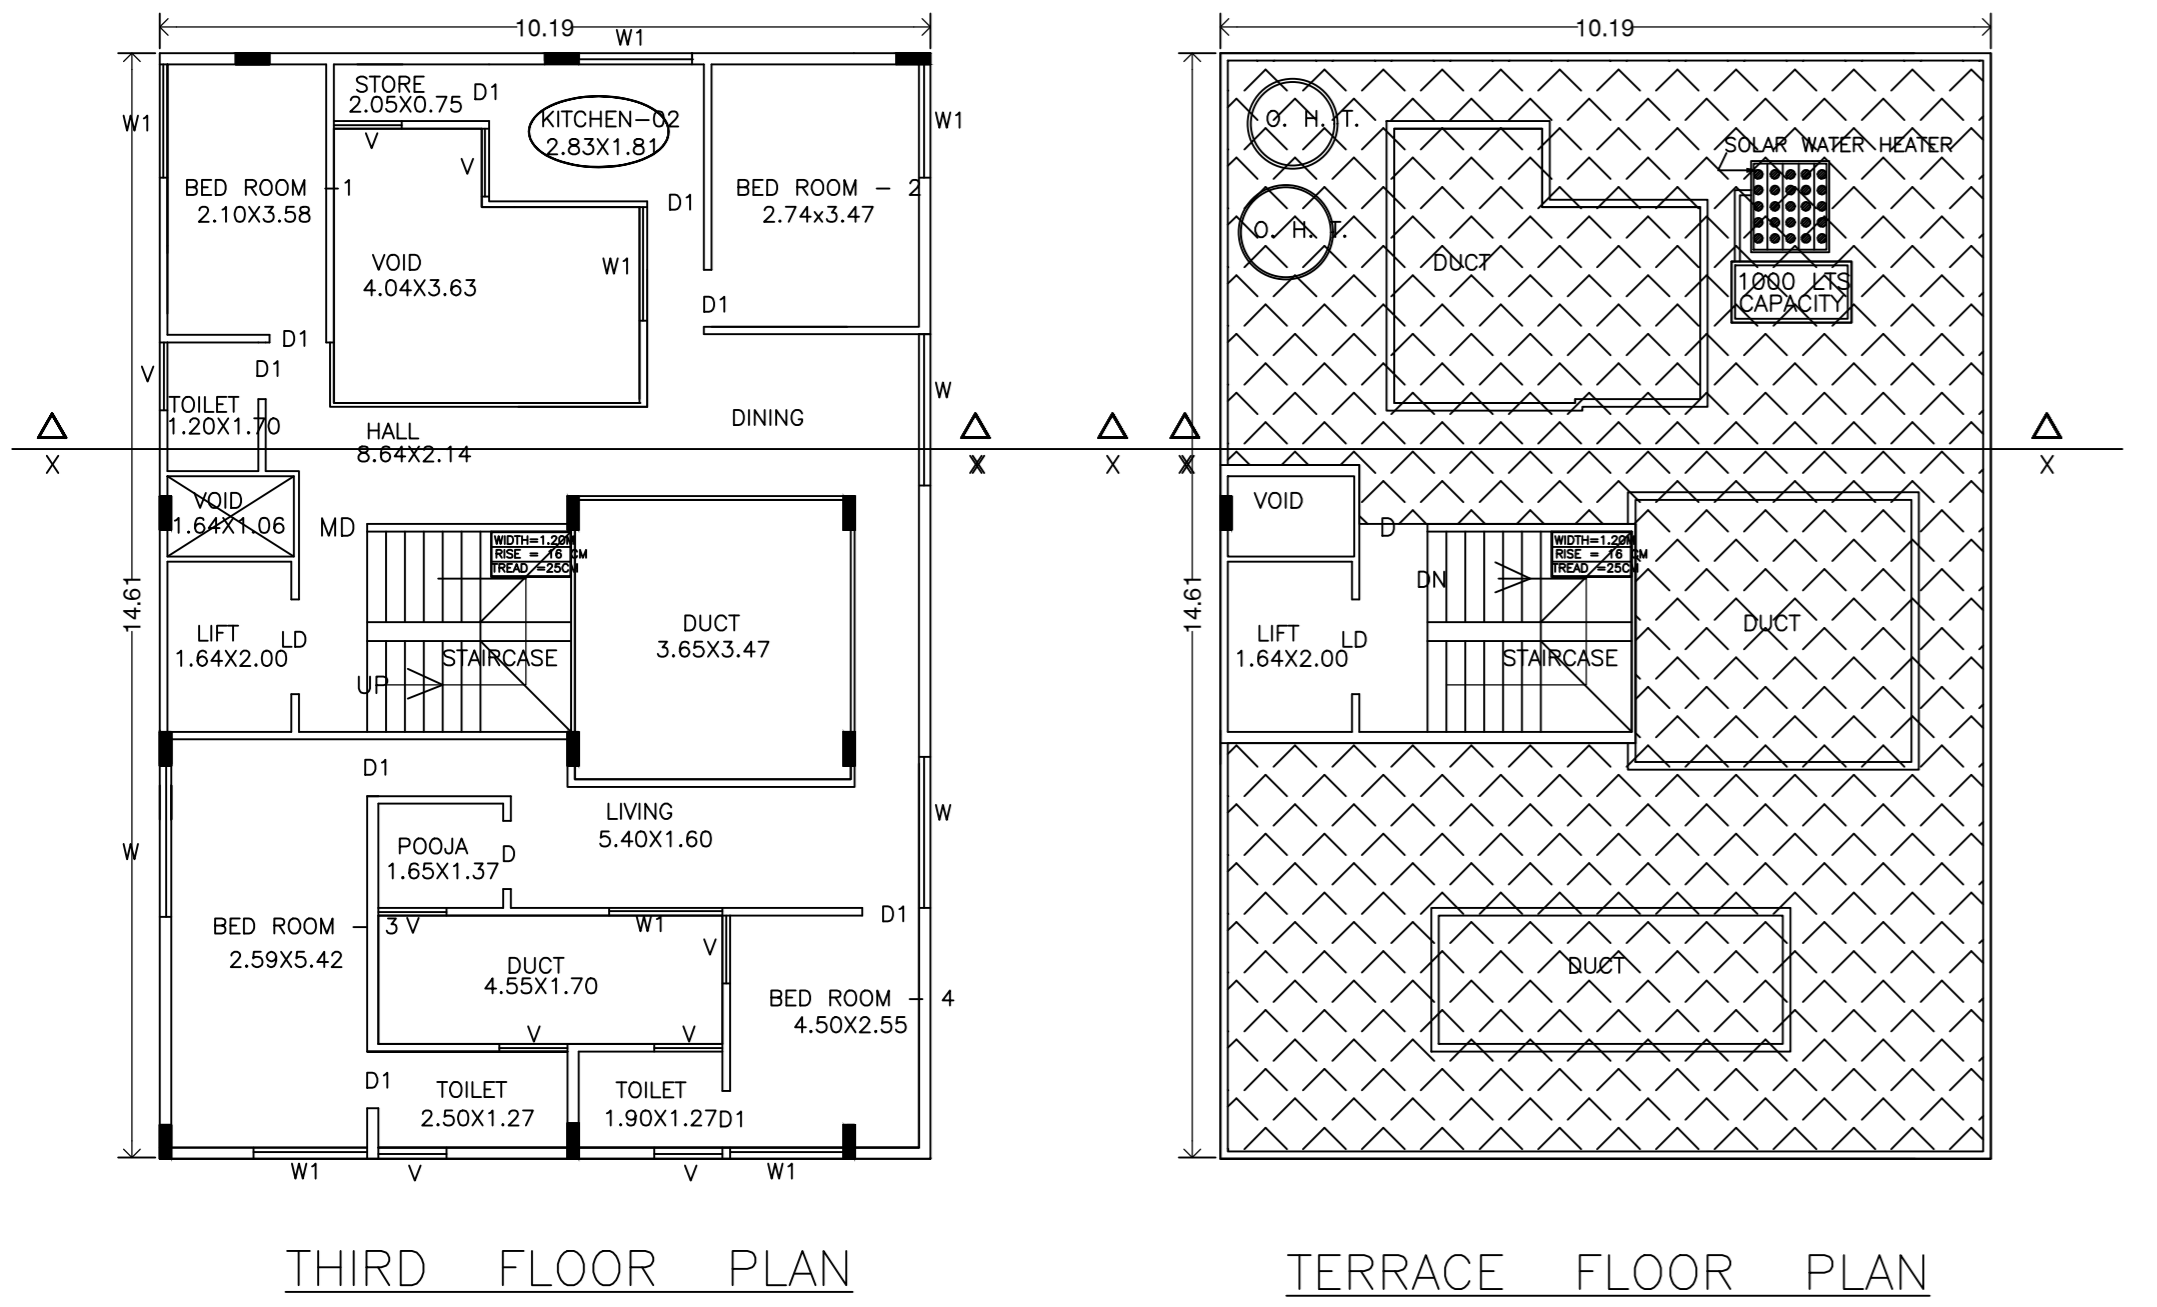 10.19
W1
STORE
2.05X0.75
D1
KITCHEN-02
2.83X1.81
W1
W1
V
V
BED ROOM -1
2.10X3.58
D1
BED ROOM - 2
2.74x3.47
VOID
4.04X3.63
W1
D1
D1
D1
V
W
TOILET
1.20X1.70
HALL
8.64X2.14
DINING
X
X
VOID
1.64X1.06
MD
WIDTH=1.20M
RISE = 16 CM
TREAD =25CM
14.61
LIFT
1.64X2.00
LD
STAIRCASE
UP
DUCT
3.65X3.47
D1
LIVING
5.40X1.60
W
W
POOJA
1.65X1.37
D
BED ROOM - 3
2.59X5.42
V
W1
V
D1
DUCT
4.55X1.70
BED ROOM - 4
4.50X2.55
V
V
D1
TOILET
2.50X1.27
TOILET
1.90X1.27
D1
W1
V
V
W1
THIRD FLOOR PLAN
10.19
O. H. T.
SOLAR WATER HEATER
O. H. T.
DUCT
1000 LTS
CAPACITY
X
X
X
VOID
D
WIDTH=1.20M
RISE = 16 CM
TREAD =25CM
DN
14.61
LIFT
1.64X2.00
LD
STAIRCASE
DUCT
DUCT
TERRACE FLOOR PLAN